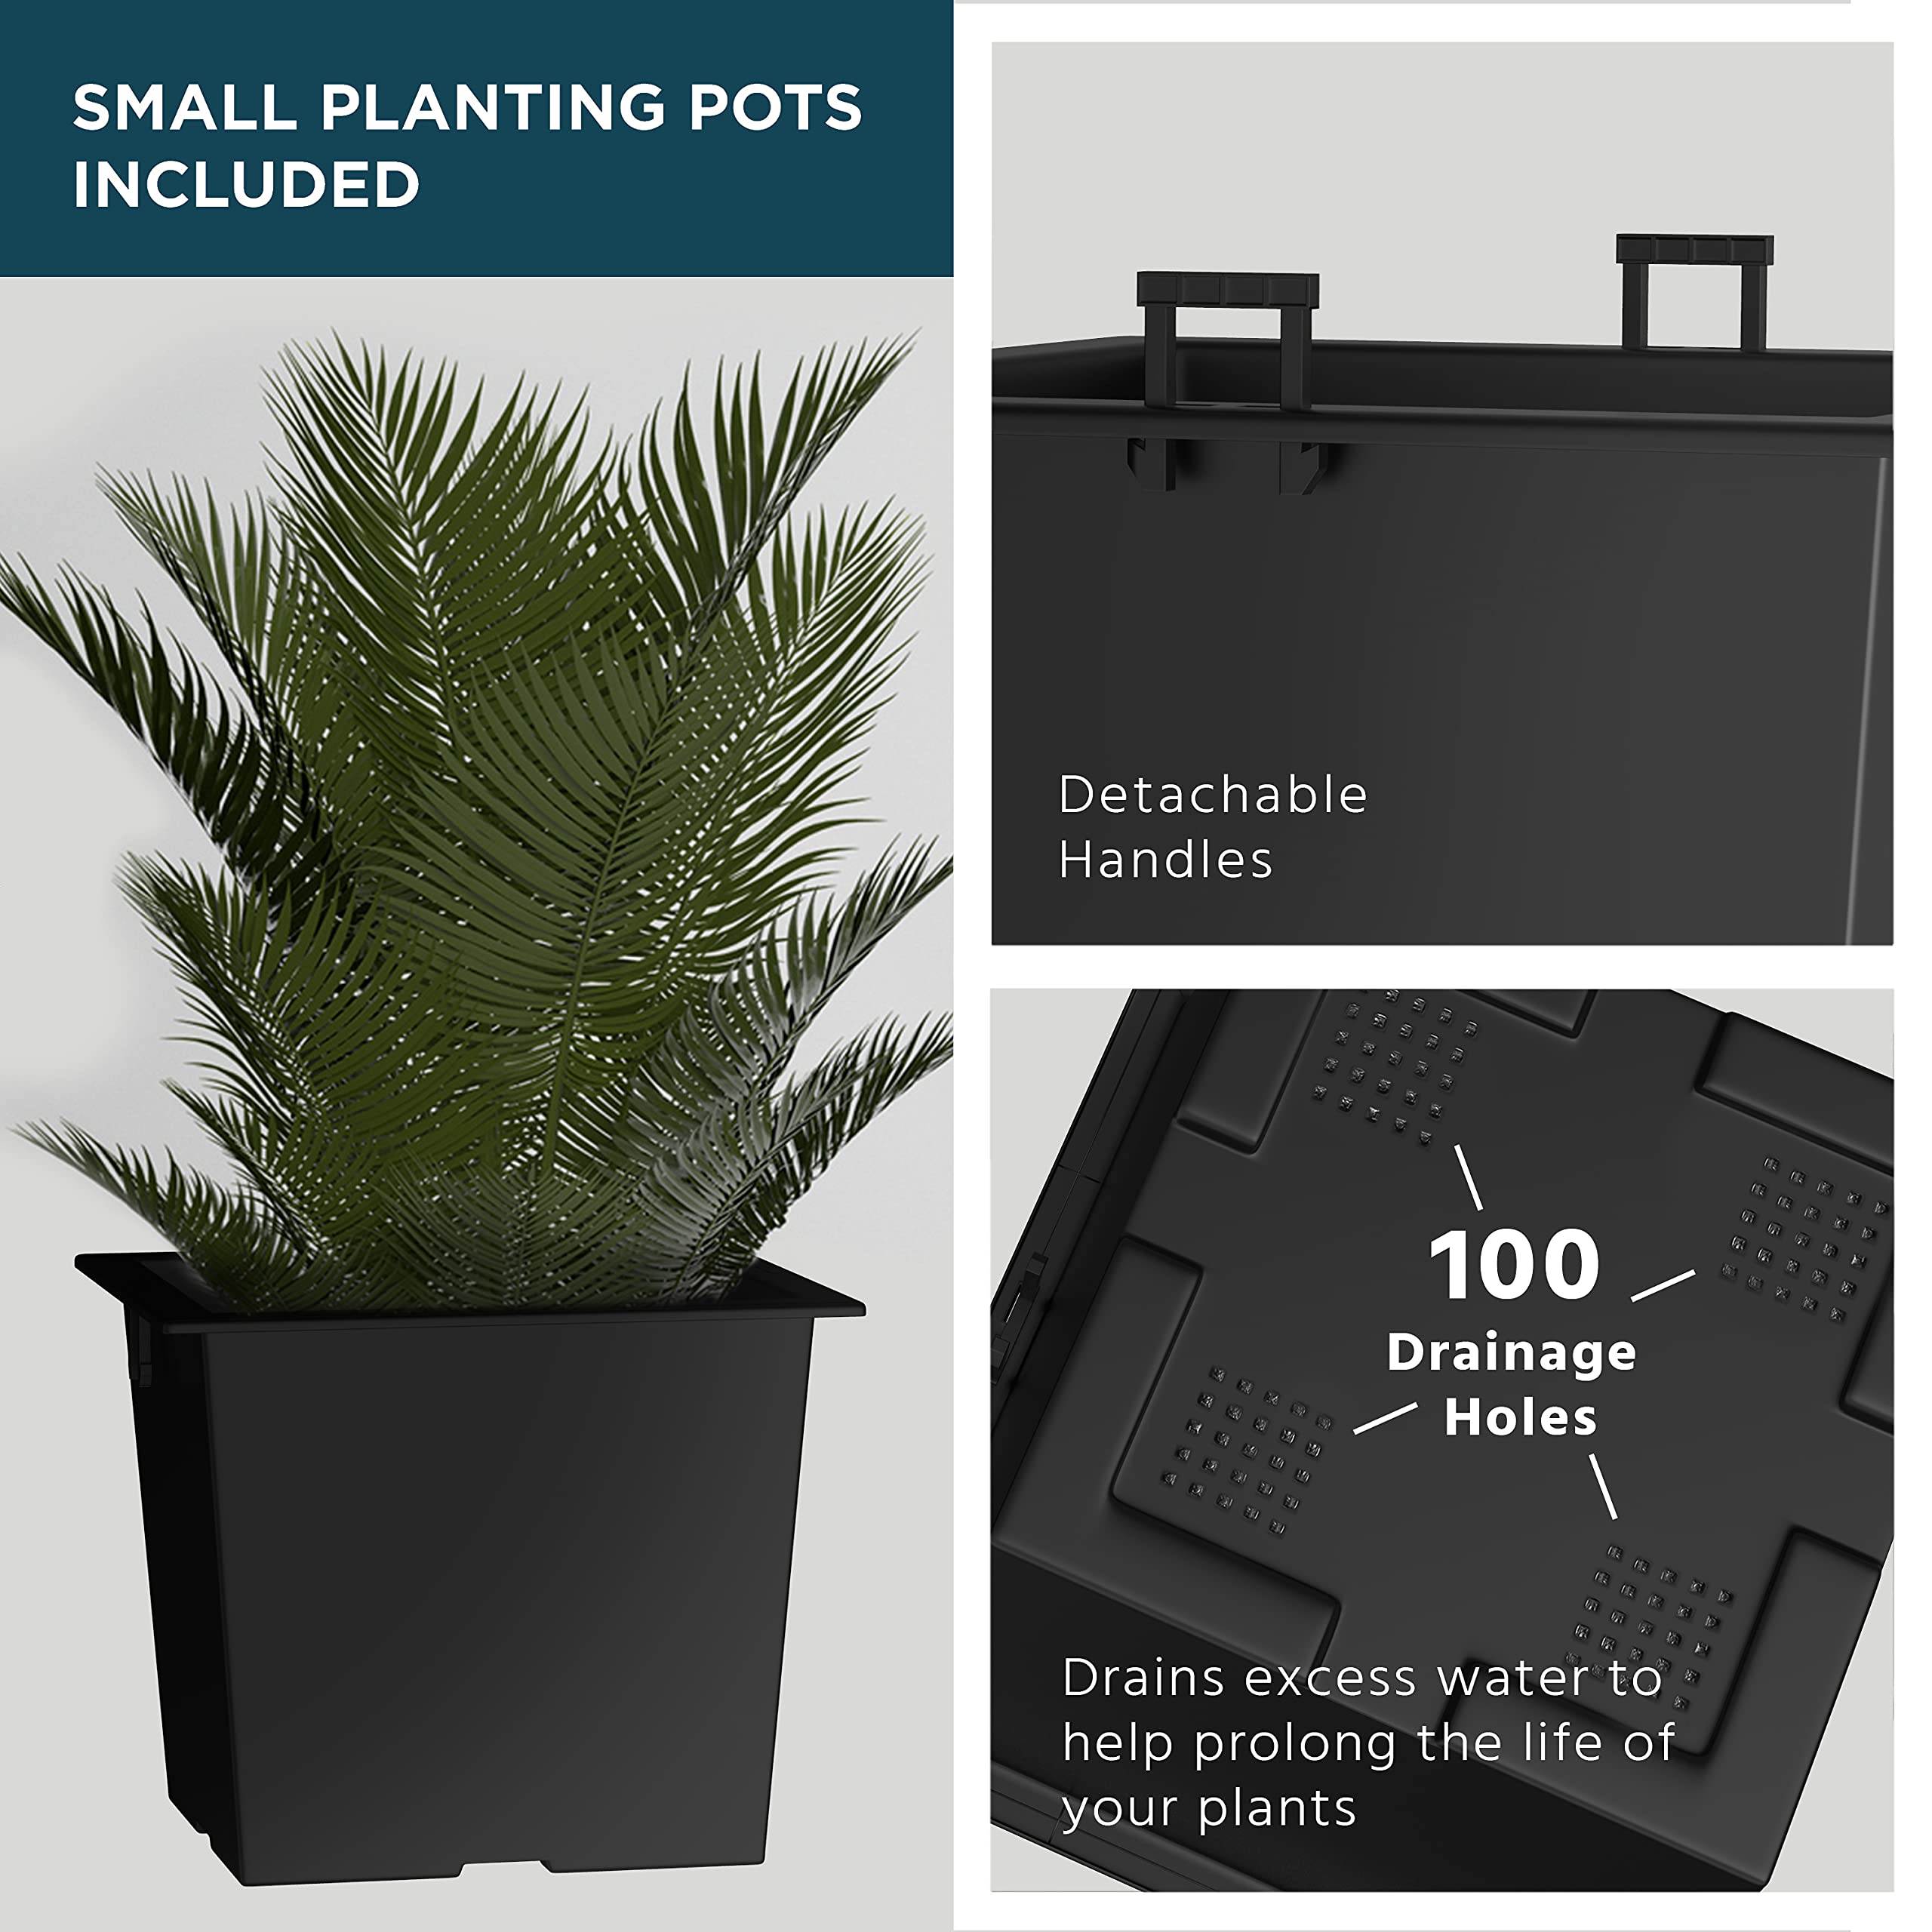 SMALL PLANTING POTS
INCLUDED
Detachable
Handles
100
Drainage
Holes
Drains excess water to
help prolong the life of
your plants